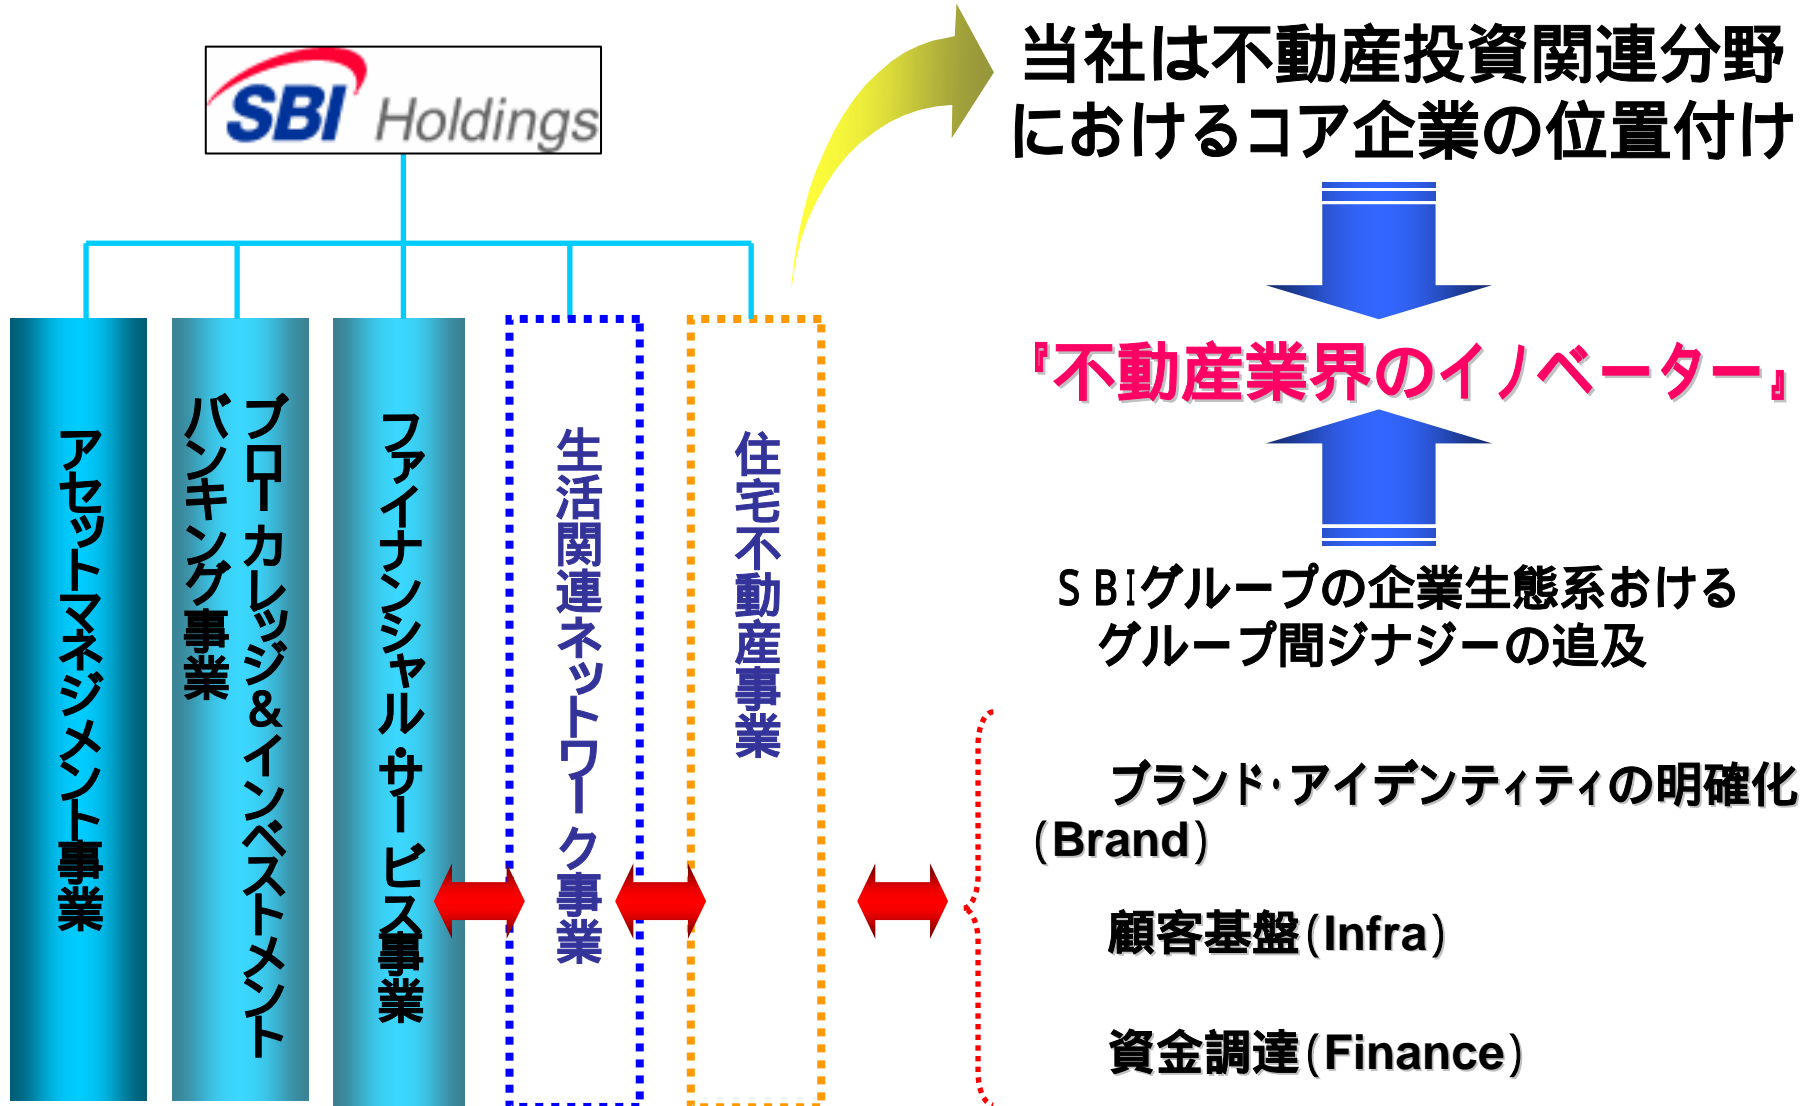 SBI Holdings
アセットマネジメント事業
ブローカレッジ&インベストメント
バンキング事業
ファイナンシャル・サービス事業
生活関連ネットワーク事業
住宅不動産事業
当社は不動産投資関連分野
におけるコア企業の位置付け
『不動産業界のイノベーター』
ＳＢＩグループの企業生態系おける
グループ間ジナジーの追及
ブランド・アイデンティティの明確化
(Brand)
顧客基盤(Infra)
資金調達(Finance)